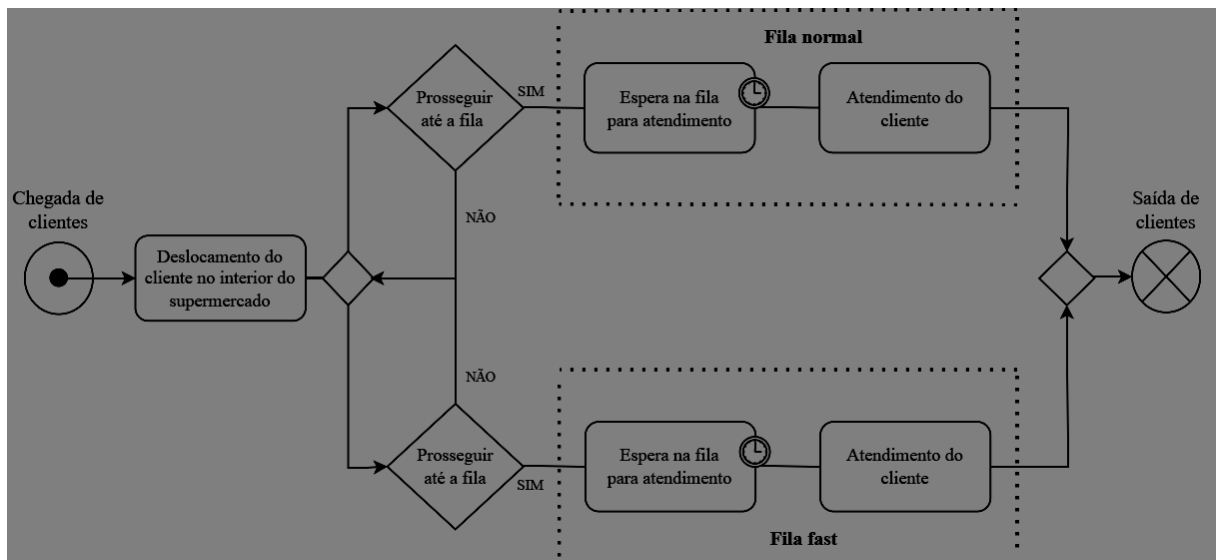 Fila normal
Prosseguir
até a fila
SIM
Espera na fila
para atendimento
Atendimento do
cliente
Chegada de
clientes
NÃO
Saída de
clientes
Deslocamento do
cliente no interior do
supermercado
NÃO
Prosseguir
até a fila
SIM
Espera na fila
para atendimento
Atendimento do
cliente
Fila fast